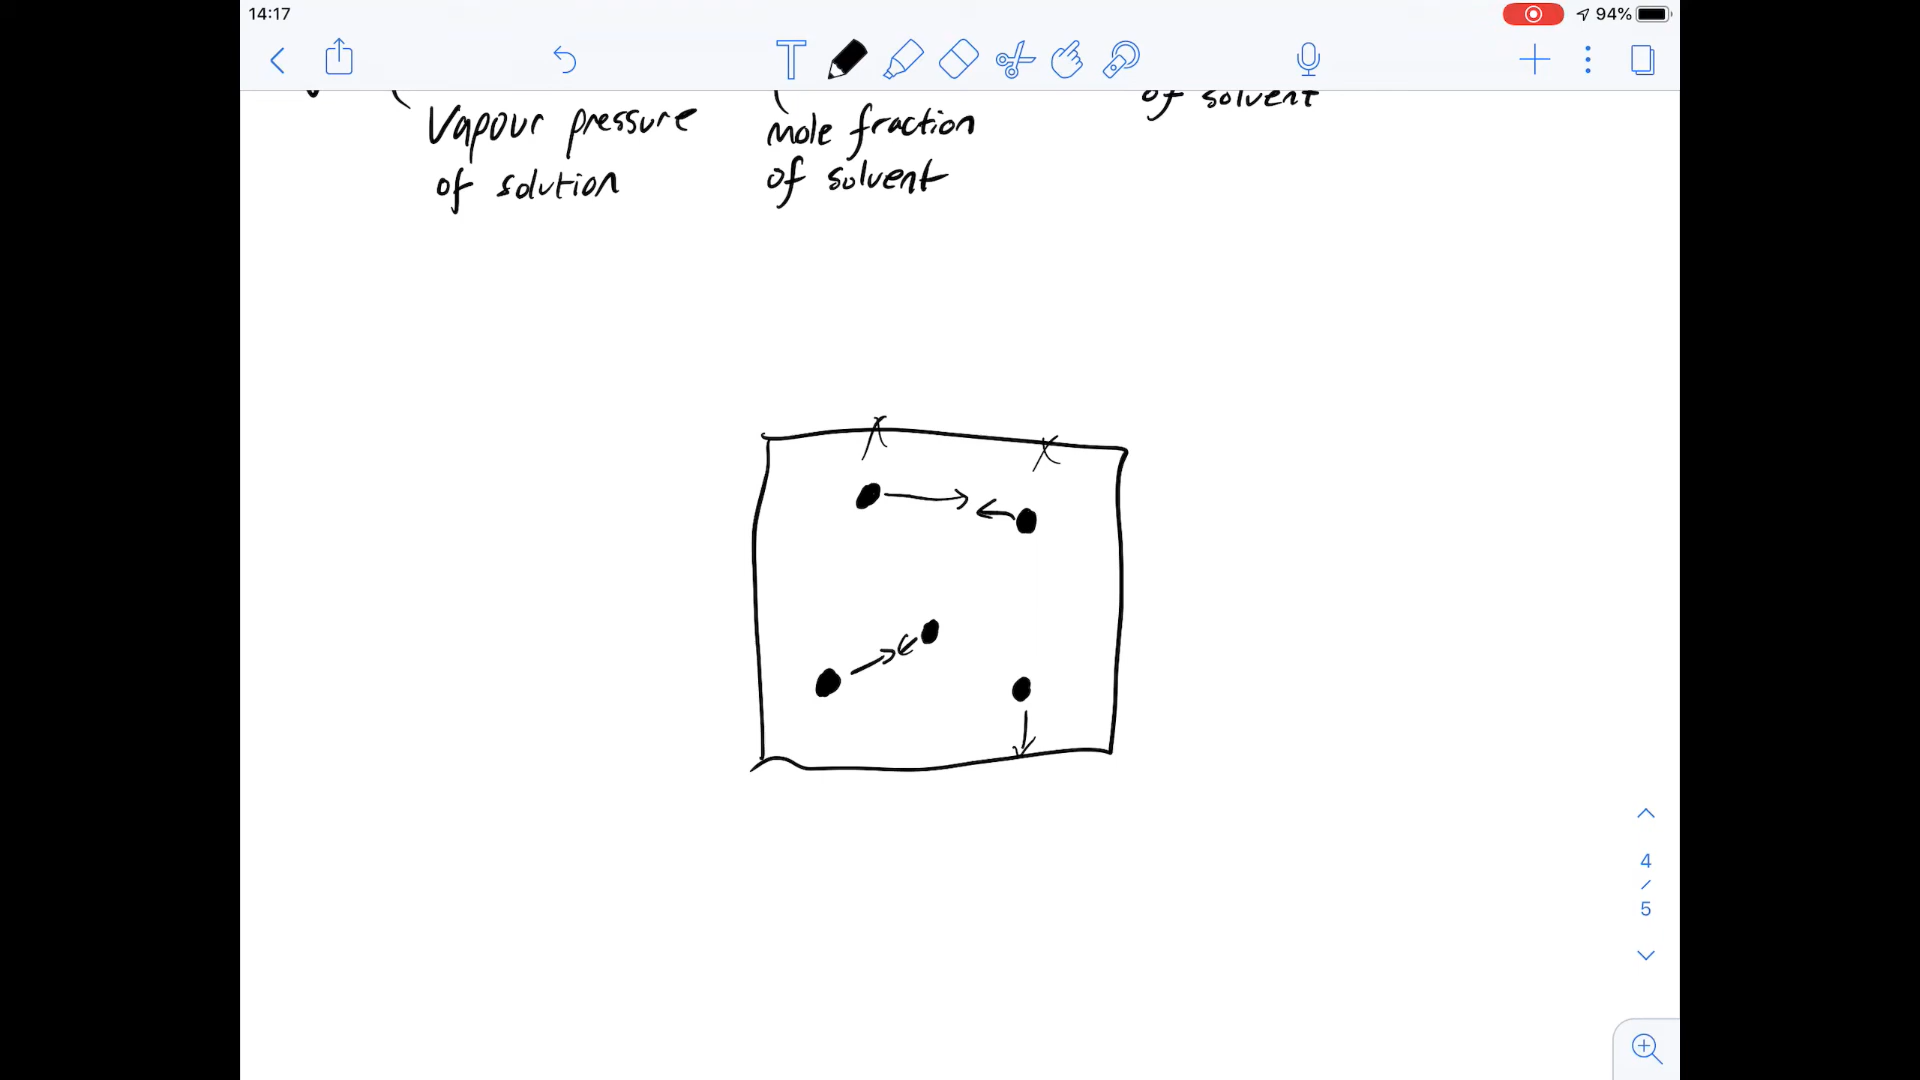 14:17
94%
T
of solvent
Vapour pressure
of solution
mole fraction
of solvent
4
/
5